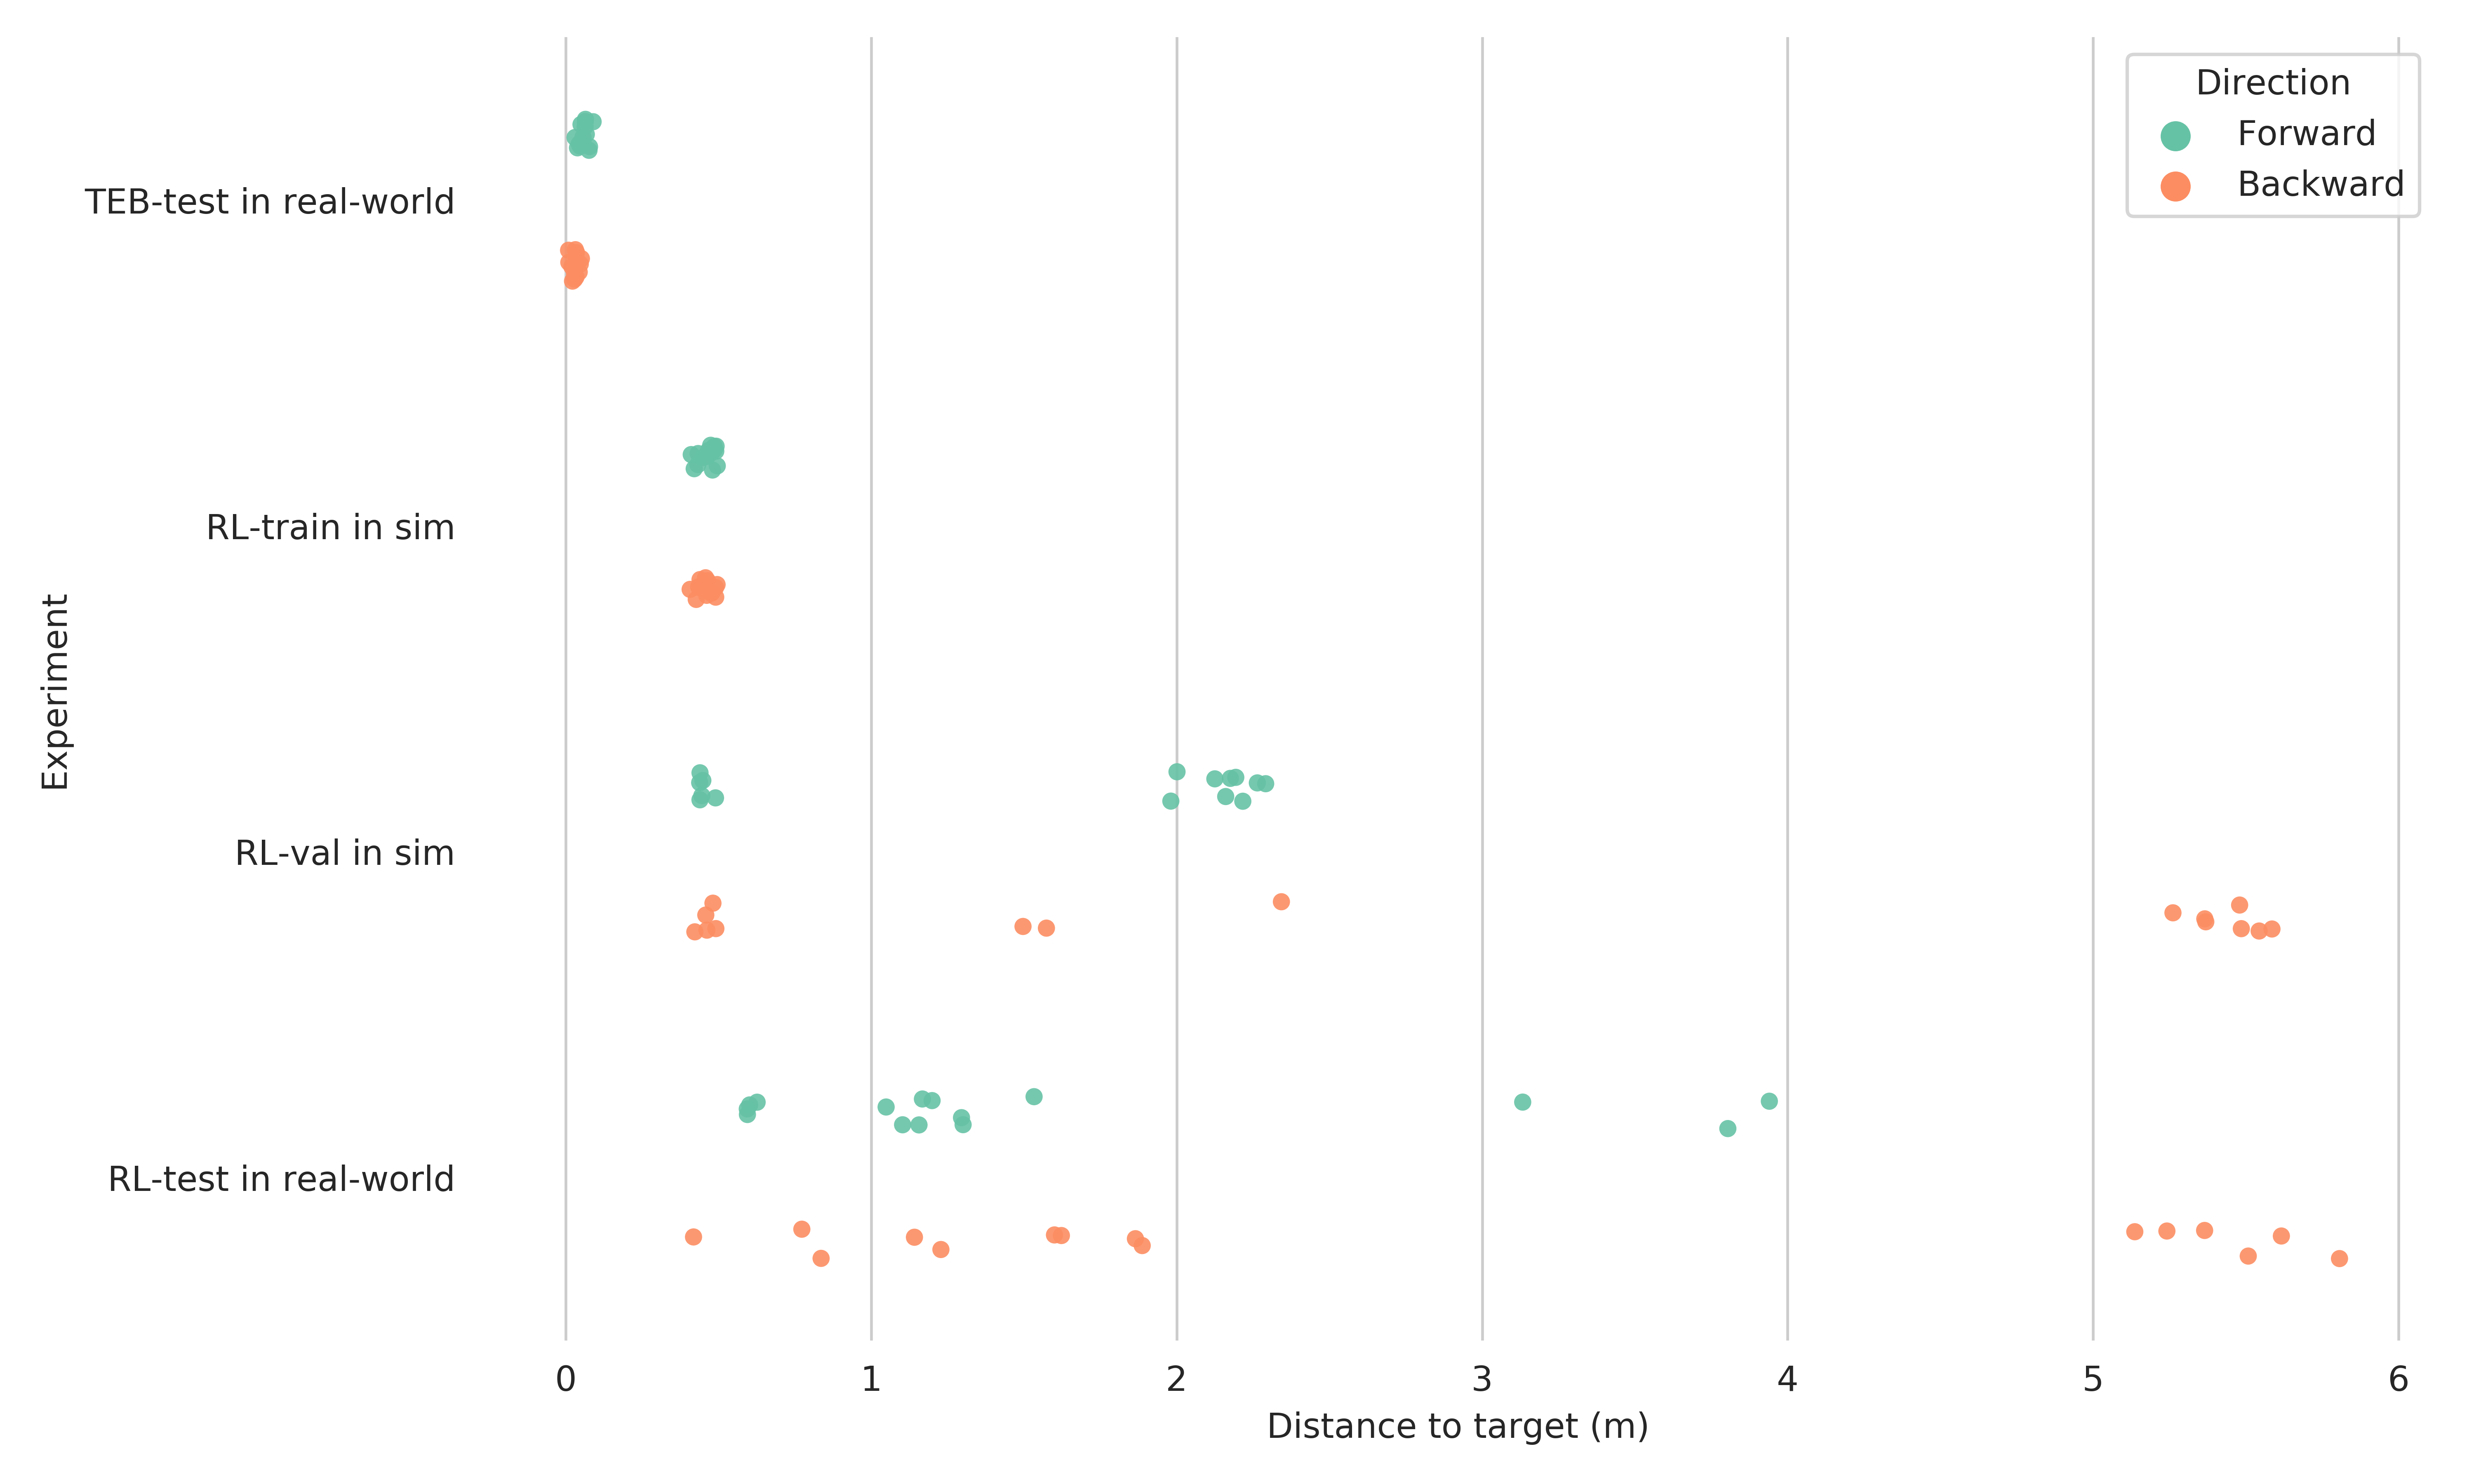 Direction
Forward
Backward
TEB-test in real-world
RL-train in sim
RL-val in sim
RL-test in real-world
Experiment
0 1 2 3 4 5 6
Distance to target (m)